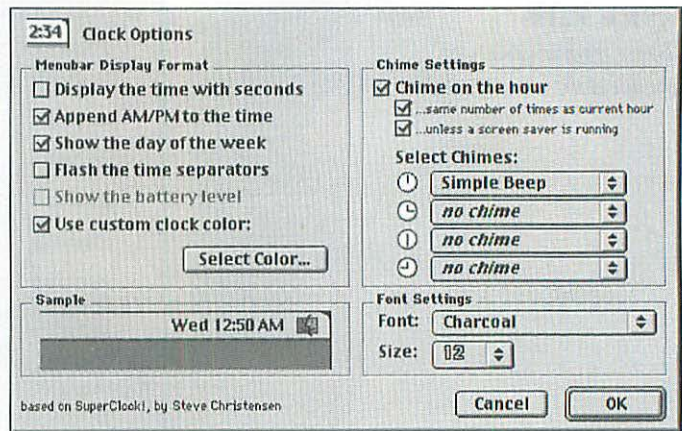 2:34 Clock Options
Menubar Display Format
Display the time with seconds
Append AM/PM to the time
Show the day of the week
Flash the time separators
Show the battery level
Use custom clock color:
Select Color...
Chime Settings
Chime on the hour
...same number of times as current hour
...unless a screen saver is running
Select Chimes:
Simple Beep
no chime
no chime
no chime
Sample
Wed 12:50 AM
Font Settings
Font: Charcoal
Size: 12
based on SuperClock!, by Steve Christensen
Cancel
OK